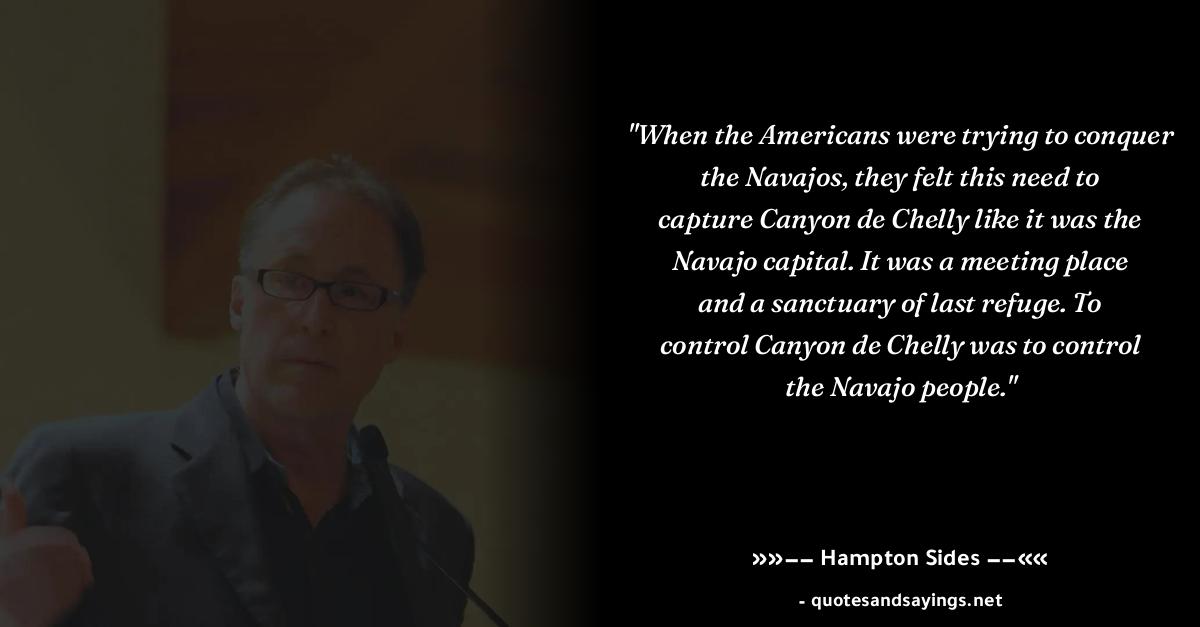 "When the Americans were trying to conquer
the Navajos, they felt this need to
capture Canyon de Chelly like it was the
Navajo capital. It was a meeting place
and a sanctuary of last refuge. To
control Canyon de Chelly was to control
the Navajo people."
»»−− Hampton Sides −−««
- quotesandsayings.net